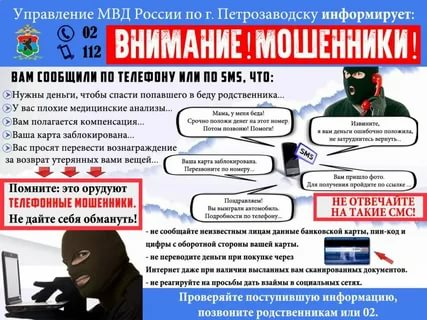 Управление МВД России по г. Петрозаводску информирует:
02
112
ВНИМАНИЕ! МОШЕННИКИ!
ВАМ СООБЩИЛИ ПО ТЕЛЕФОНУ ИЛИ ПО SMS, ЧТО:
Нужны деньги, чтобы спасти попавшего в беду родственника...
У вас плохие медицинские анализы...
Вам полагается компенсация...
Ваша карта заблокирована...
Вас просят перевести вознаграждение
за возврат утерянных вами вещей...
Мама, у меня беда!
Срочно положи денег на этот номер.
Потом позвоню! Помоги!
Извините,
я вам деньги ошибочно положила,
не затруднитесь вернуть...
Ваша карта заблокирована.
Перезвоните по номеру...
SMS
Вам пришло фото.
Для получения пройдите по ссылке ...
Поздравляем!
Вы выиграли автомобиль.
Подробности по телефону...
Помните: это орудуют
ТЕЛЕФОННЫЕ МОШЕННИКИ.
Не дайте себя обмануть!
НЕ ОТВЕЧАЙТЕ
НА ТАКИЕ СМС!
- не сообщайте неизвестным лицам данные банковской карты, пин-код и
цифры с оборотной стороны вашей карты.
- не переводите деньги при покупке через
Интернет даже при наличии высланных вам сканированных документов.
- не реагируйте на просьбы дать взаймы в социальных сетях.
Проверяйте поступившую информацию,
позвоните родственникам или 02.